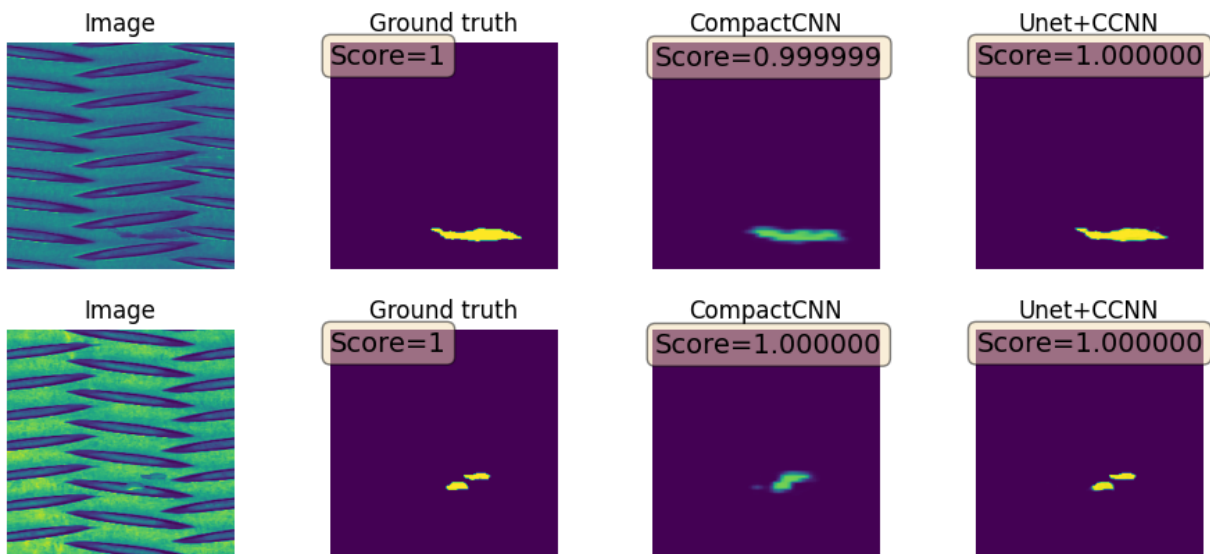 Image Ground truth CompactCNN Unet+CCNN
Score=1 Score=0.999999 Score=1.000000
Image Ground truth CompactCNN Unet+CCNN
Score=1 Score=1.000000 Score=1.000000